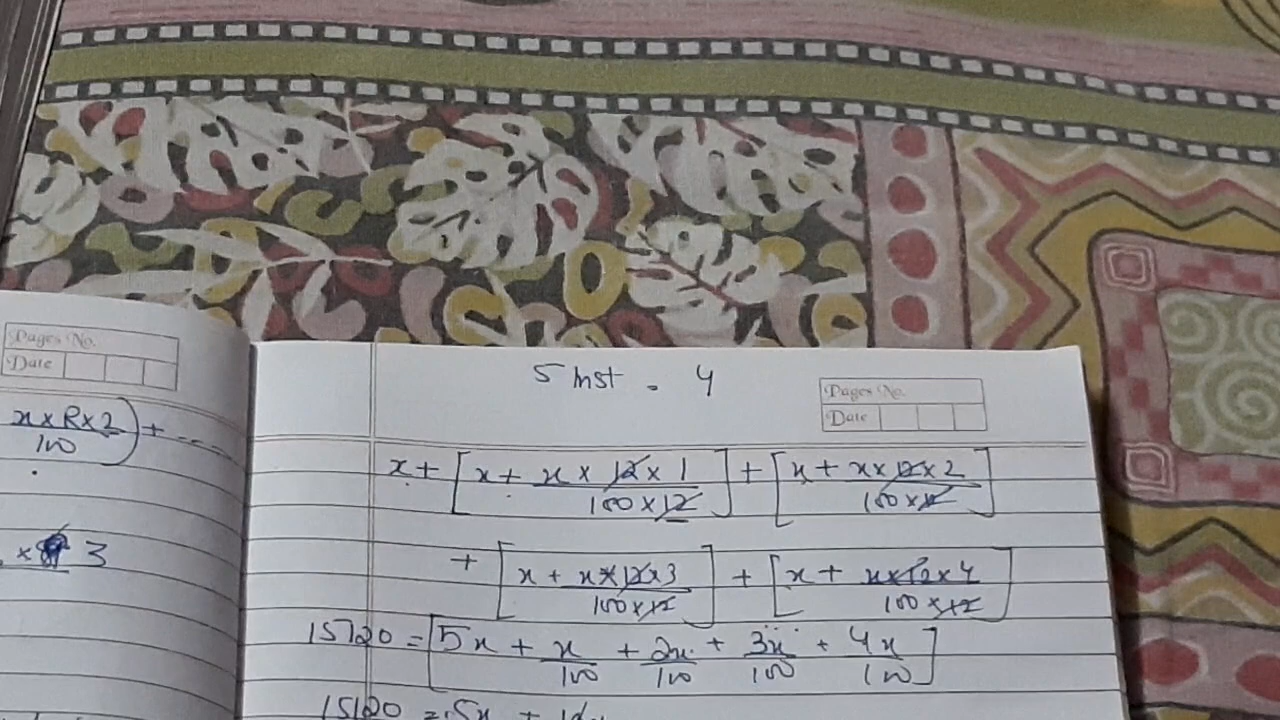 Pages No.
Date
x×R×2) + ---
100
× 3
5 Inst - 4
Pages No.
Date
x + [x + x × 12 × 1] + [x + x × 12 × 2]
100 × 12 100 × 12
+ [x + x × 12 × 3] + [x + x × 12 × 4]
100 × 12 100 × 12
15720 = [5x + x + 2x + 3x + 4x]
100 100 100 100
15120 = 5x +